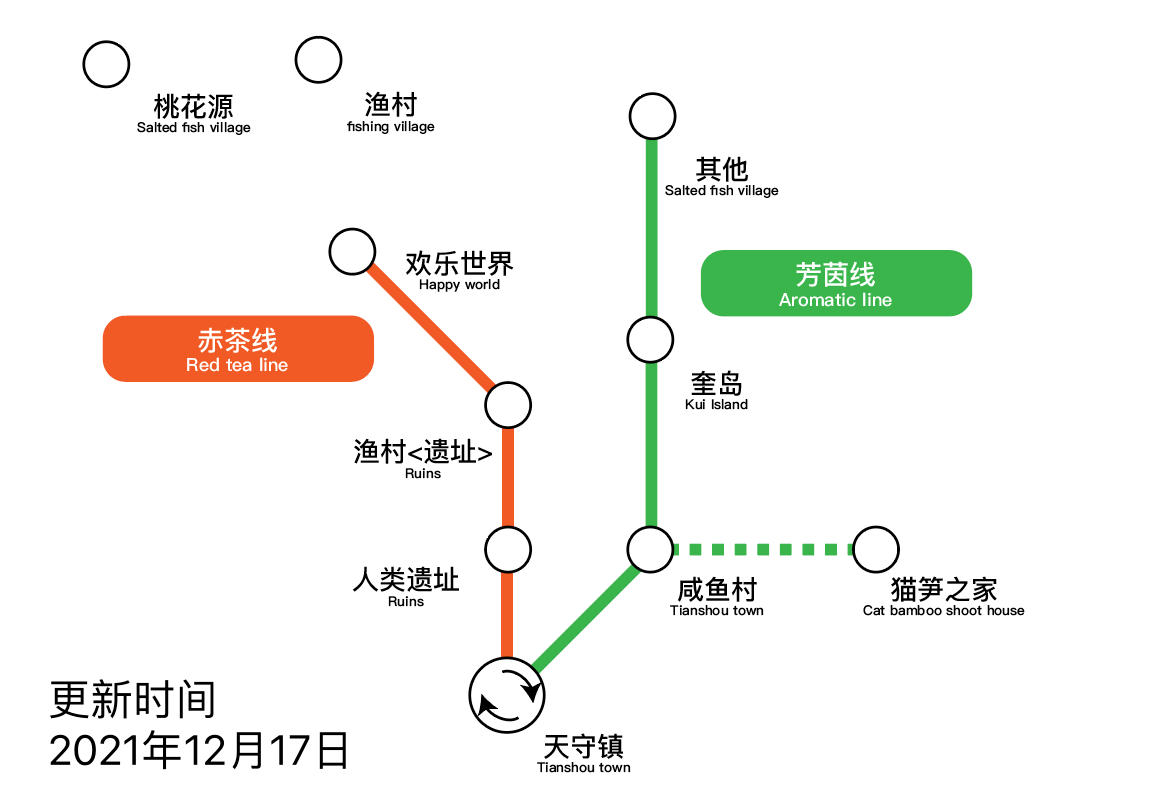 桃花源
Salted fish village
渔村
fishing village
其他
Salted fish village
欢乐世界
Happy world
芳茵线
Aromatic line
赤茶线
Red tea line
奎岛
Kui Island
渔村<遗址>
Ruins
人类遗址
Ruins
咸鱼村
Tianshou town
猫笋之家
Cat bamboo shoot house
更新时间
2021年12月17日
天守镇
Tianshou town